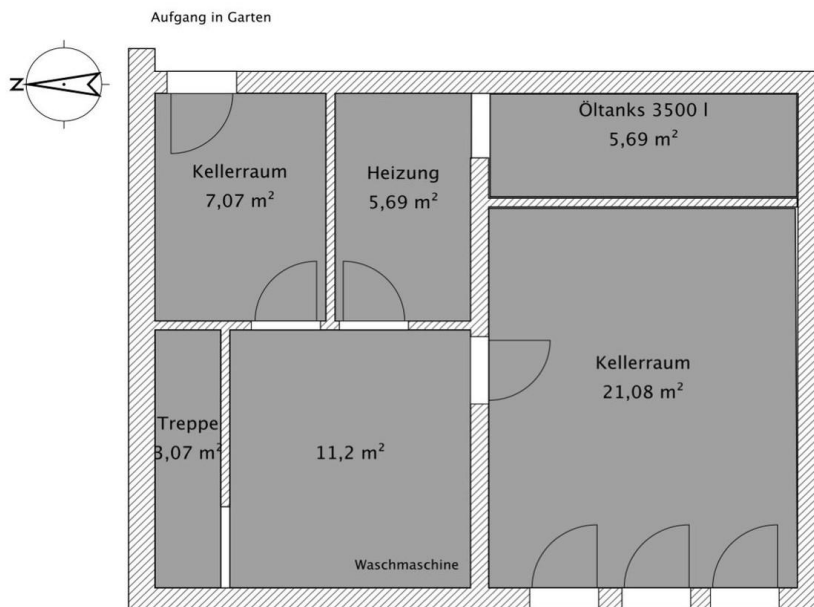 Aufgang in Garten
N
Kellerraum
7,07 m²
Heizung
5,69 m²
Öltanks 3500 l
5,69 m²
Kellerraum
21,08 m²
Treppe
3,07 m²
11,2 m²
Waschmaschine